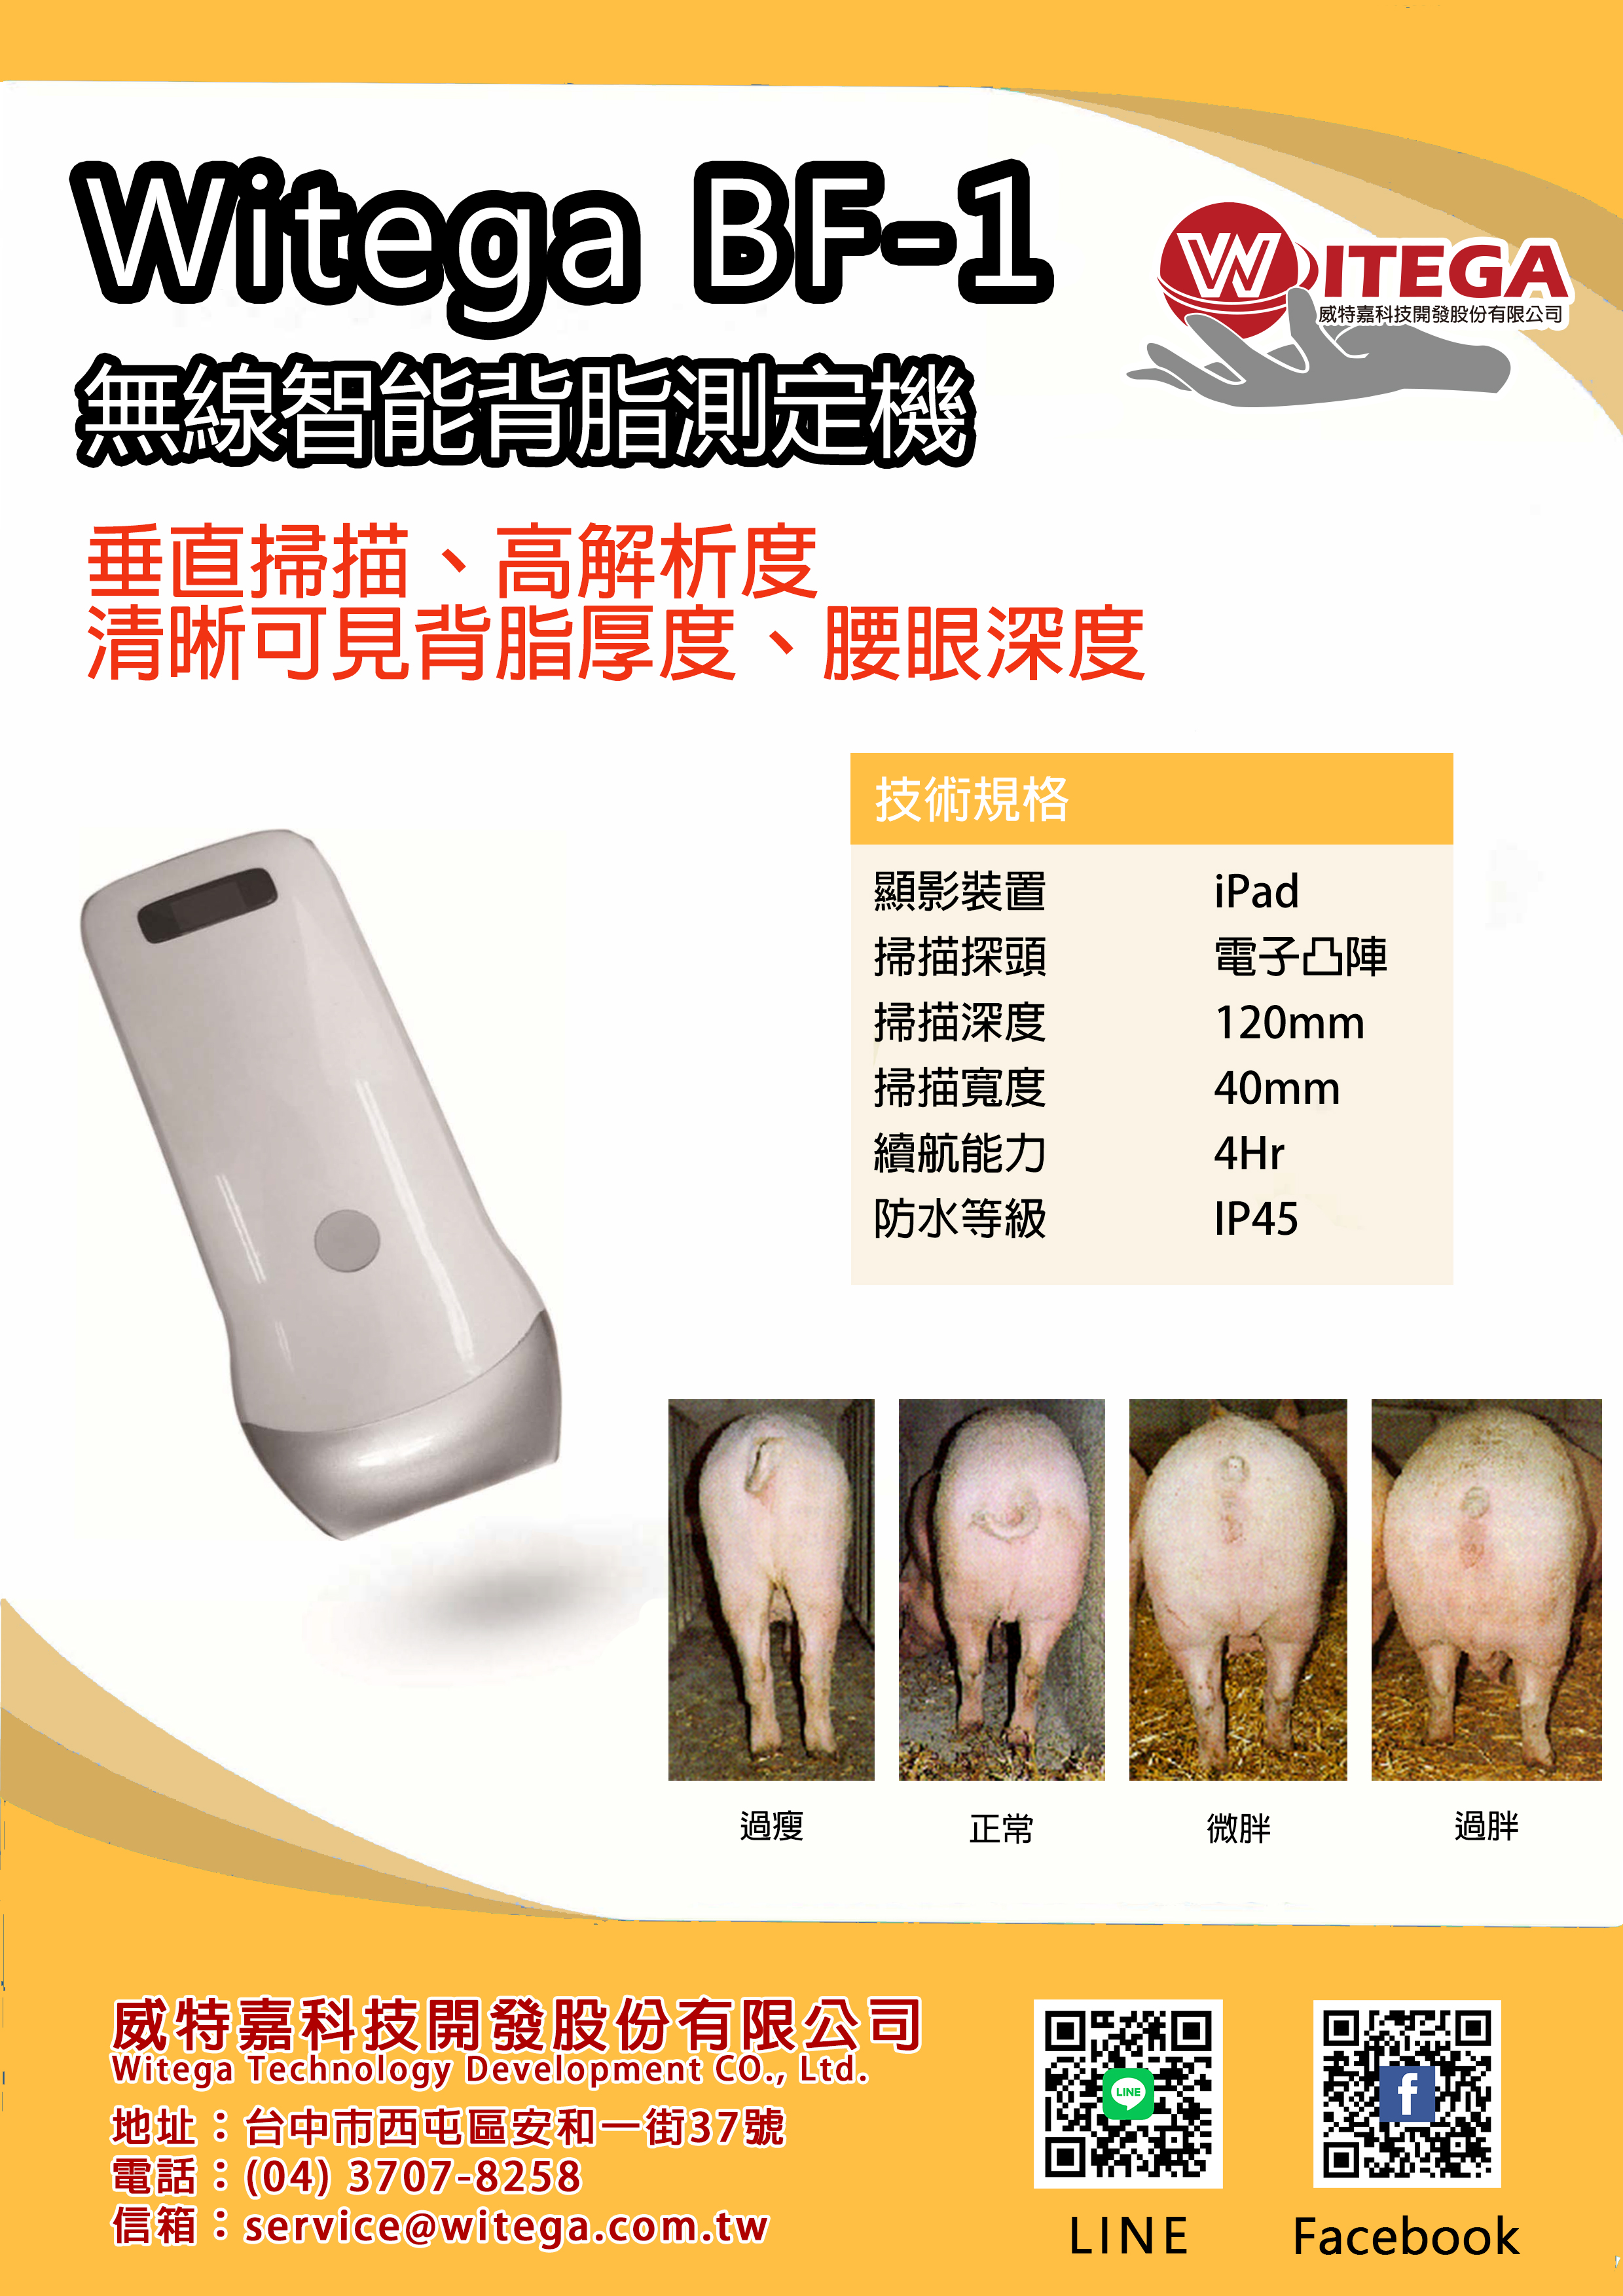 Witega BF-1
WITEGA
威特嘉科技開發股份有限公司
無線智能背脂測定機
垂直掃描、高解析度
清晰可見背脂厚度、腰眼深度
技術規格
顯影裝置 iPad
掃描探頭 電子凸陣
掃描深度 120mm
掃描寬度 40mm
續航能力 4Hr
防水等級 IP45
過瘦 正常 微胖 過胖
威特嘉科技開發股份有限公司
Witega Technology Development CO., Ltd.
地址：台中市西屯區安和一街37號
電話：(04) 3707-8258
信箱：service@witega.com.tw
LINE
f
LINE Facebook